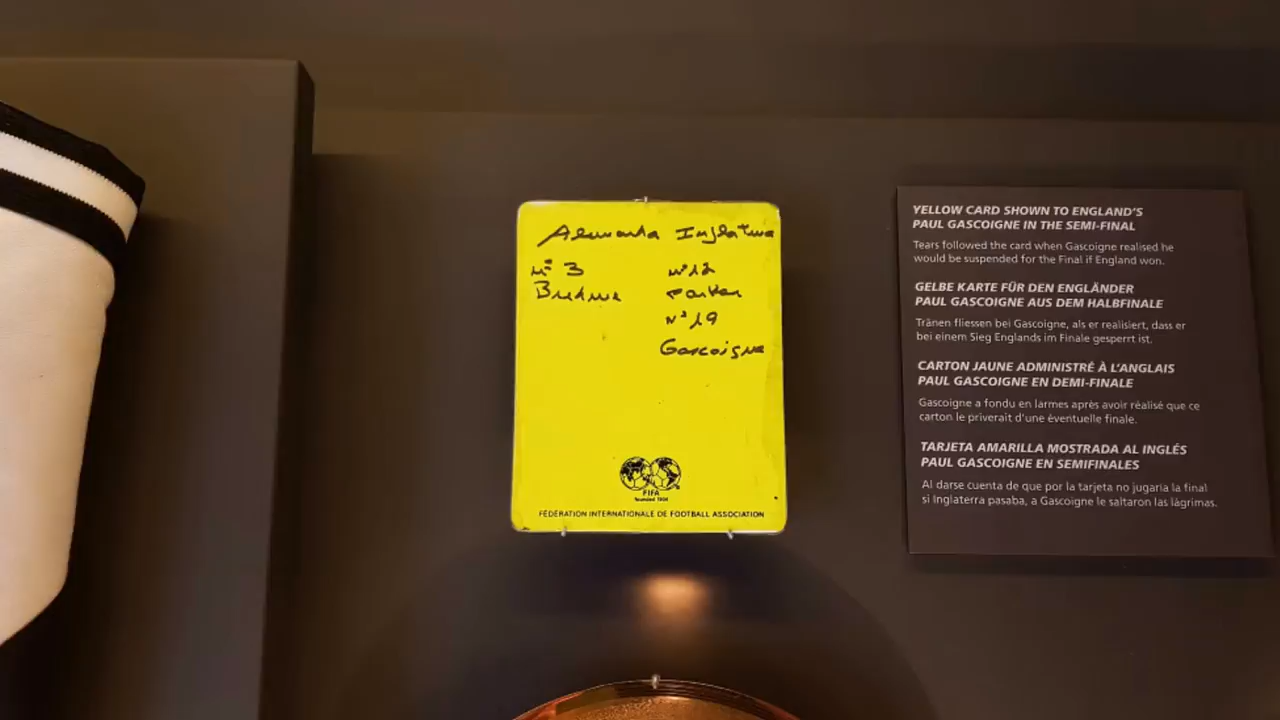 Alemanha Inglaterra
nº 3 nº 12
Brehme Parker
Nº 19
Gascoigne
FIFA
founded 1904
FÉDÉRATION INTERNATIONALE DE FOOTBALL ASSOCIATION
YELLOW CARD SHOWN TO ENGLAND'S
PAUL GASCOIGNE IN THE SEMI-FINAL
Tears followed the card when Gascoigne realised he
would be suspended for the Final if England won.
GELBE KARTE FÜR DEN ENGLÄNDER
PAUL GASCOIGNE AUS DEM HALBFINALE
Tränen fliessen bei Gascoigne, als er realisiert, dass er
bei einem Sieg Englands im Finale gesperrt ist.
CARTON JAUNE ADMINISTRÉ À L'ANGLAIS
PAUL GASCOIGNE EN DEMI-FINALE
Gascoigne a fondu en larmes après avoir réalisé que ce
carton le priverait d'une éventuelle finale.
TARJETA AMARILLA MOSTRADA AL INGLÉS
PAUL GASCOIGNE EN SEMIFINALES
Al darse cuenta de que por la tarjeta no jugaría la final
si Inglaterra pasaba, a Gascoigne le saltaron las lágrimas.